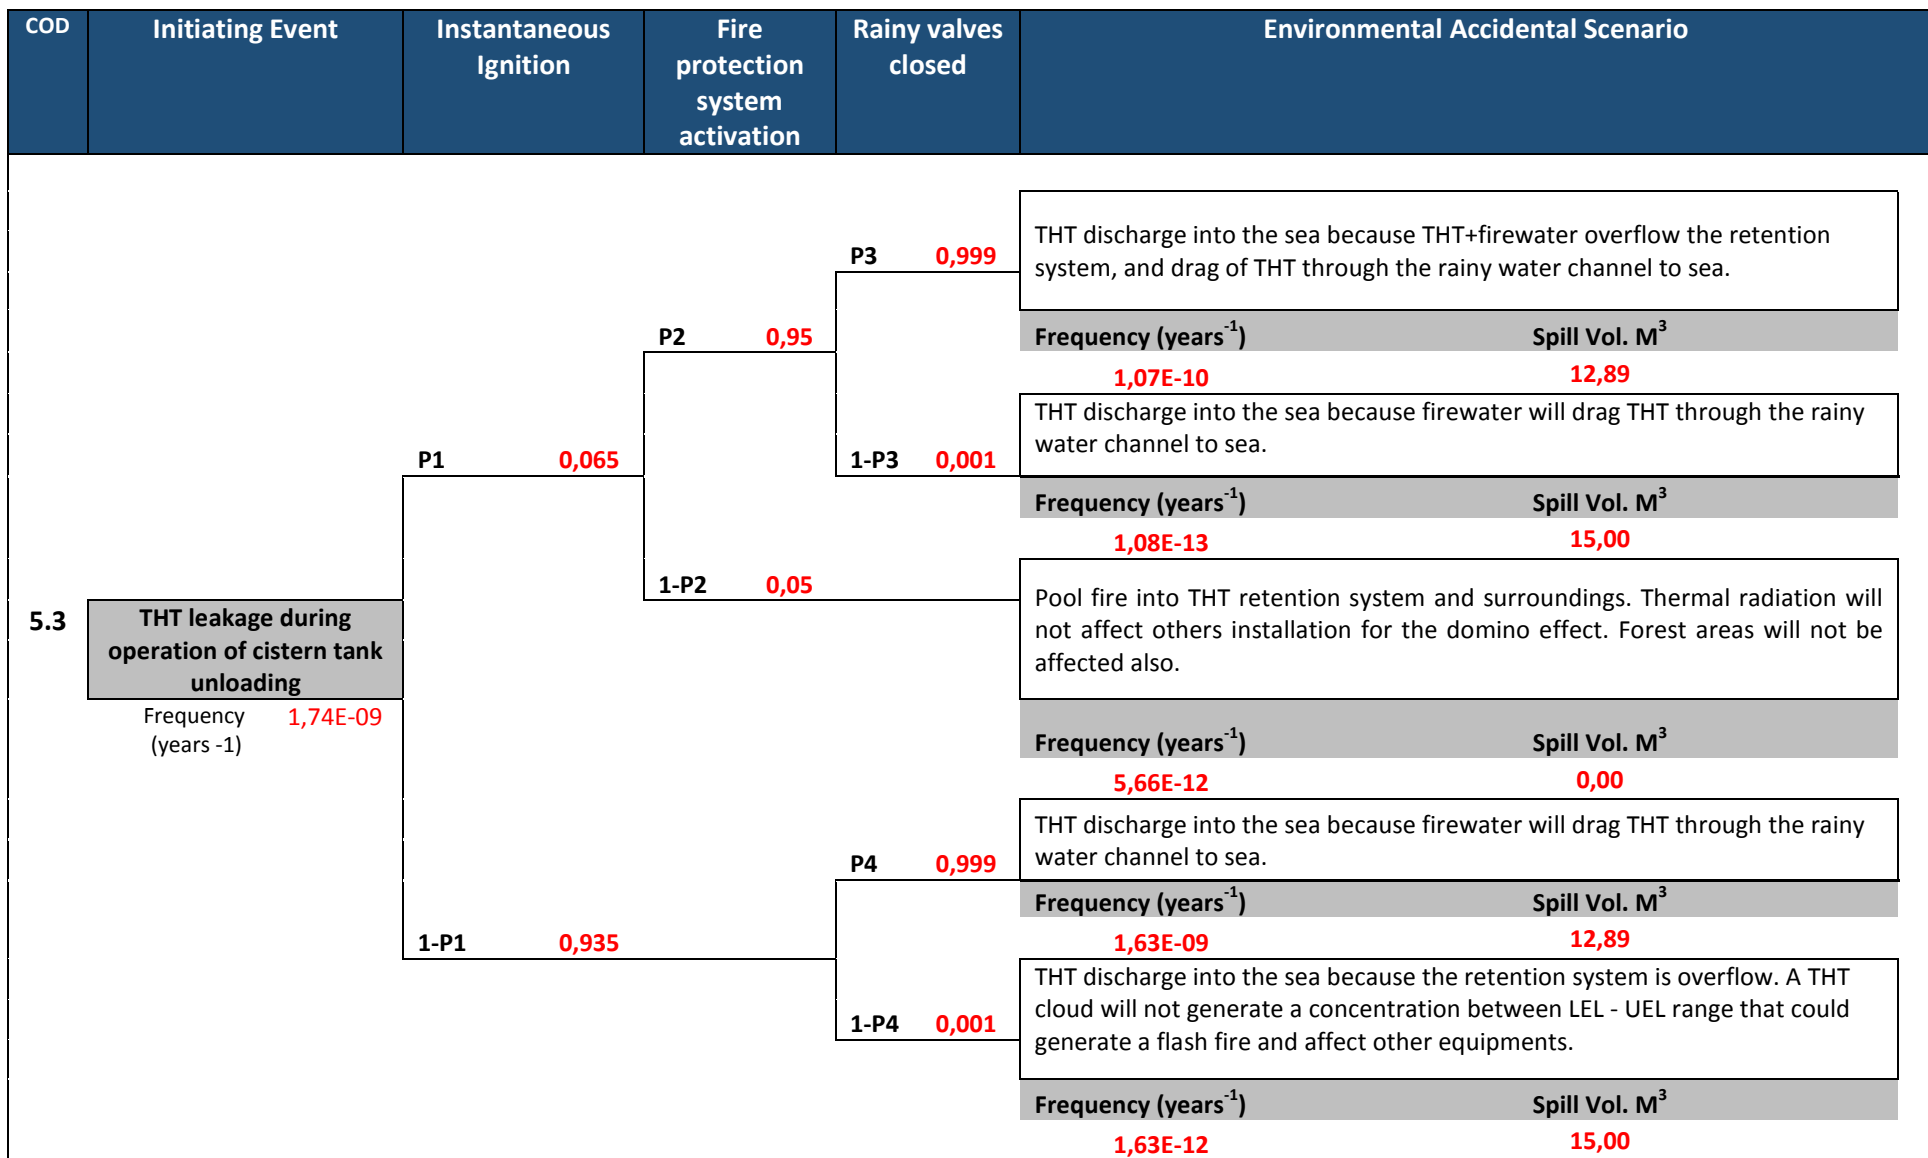 COD
Initiating Event
Instantaneous
Ignition
Fire
protection
system
activation
Rainy valves
closed
Environmental Accidental Scenario
P3 0,999
THT discharge into the sea because THT+firewater overflow the retention
system, and drag of THT through the rainy water channel to sea.
P2 0,95
Frequency (years-1) Spill Vol. M3
1,07E-10 12,89
THT discharge into the sea because firewater will drag THT through the rainy
water channel to sea.
P1 0,065
1-P3 0,001
Frequency (years-1) Spill Vol. M3
1,08E-13 15,00
1-P2 0,05
Pool fire into THT retention system and surroundings. Thermal radiation will
not affect others installation for the domino effect. Forest areas will not be
affected also.
5.3
THT leakage during
operation of cistern tank
unloading
Frequency 1,74E-09
(years -1)
Frequency (years-1) Spill Vol. M3
5,66E-12 0,00
THT discharge into the sea because firewater will drag THT through the rainy
water channel to sea.
P4 0,999
Frequency (years-1) Spill Vol. M3
1-P1 0,935
1,63E-09 12,89
THT discharge into the sea because the retention system is overflow. A THT
cloud will not generate a concentration between LEL - UEL range that could
generate a flash fire and affect other equipments.
1-P4 0,001
Frequency (years-1) Spill Vol. M3
1,63E-12 15,00